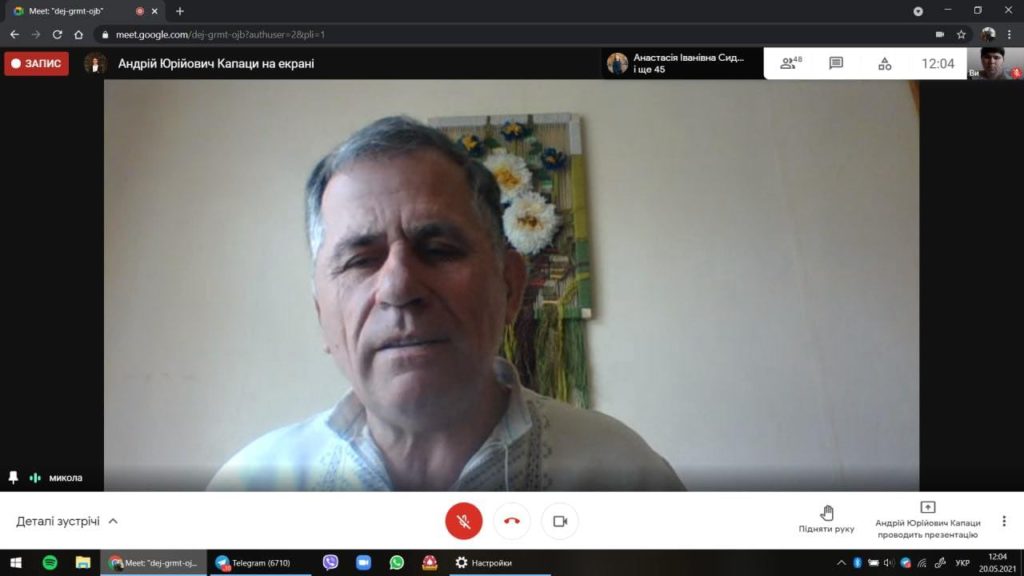 Meet: "dej-grmt-ojb"
meet.google.com/dej-grmt-ojb?authuser=2&pli=1
ЗАПИС
Андрій Юрійович Капаци на екрані
Анастасія Іванівна Сид...
і ще 45
48
12:04
Ви
микола
Деталі зустрічі
Підняти руку
Андрій Юрійович Капаци
проводить презентацію
Meet: "dej-grmt-oj...
Telegram (6710)
Настройки
УКР
12:04
20.05.2021